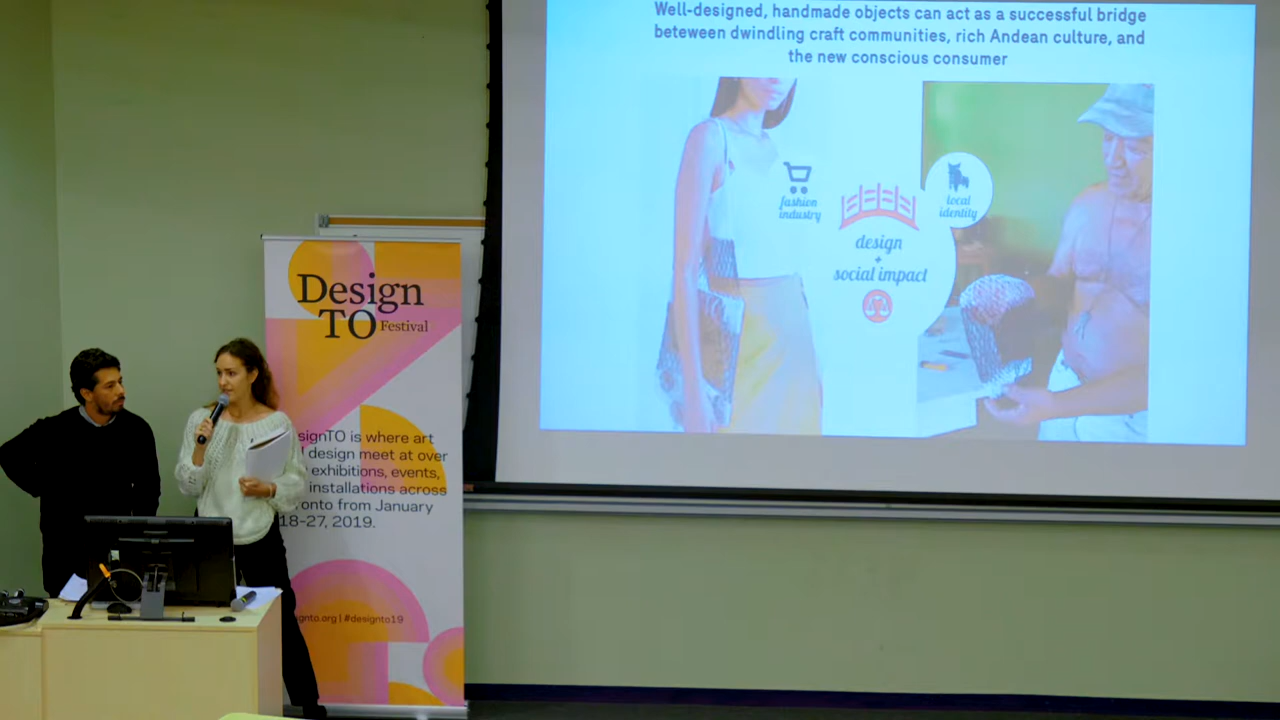 Well-designed, handmade objects can act as a successful bridge
beteween dwindling craft communities, rich Andean culture, and
the new conscious consumer
fashion
industry
local
identity
design
+
social impact
Design
TO Festival
signTO is where art
design meet at over
exhibitions, events,
installations across
onto from January
18-27, 2019.
gnto.org | #designto19